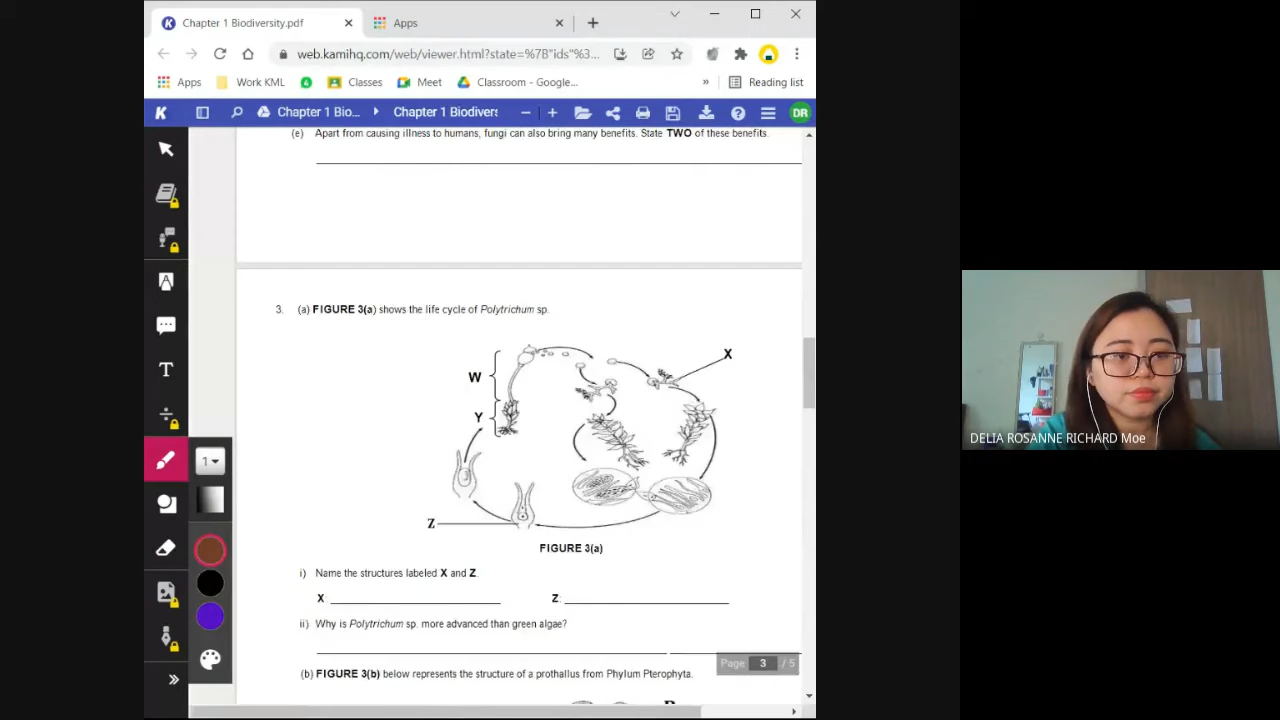 Chapter 1 Biodiversity.pdf
Apps
web.kamihq.com/web/viewer.html?state=%7B"ids"%3...
Apps
Work KML
Classes
Meet
Classroom - Google...
»
Reading list
K
Chapter 1 Bio...
Chapter 1 Biodivers
DR
(e) Apart from causing illness to humans, fungi can also bring many benefits. State TWO of these benefits.
3. (a) FIGURE 3(a) shows the life cycle of Polytrichum sp.
X
W
Y
Z
FIGURE 3(a)
i) Name the structures labeled X and Z.
X: Z:
ii) Why is Polytrichum sp. more advanced than green algae?
Page 3 / 5
(b) FIGURE 3(b) below represents the structure of a prothallus from Phylum Pterophyta.
T
1
DELIA ROSANNE RICHARD Moe